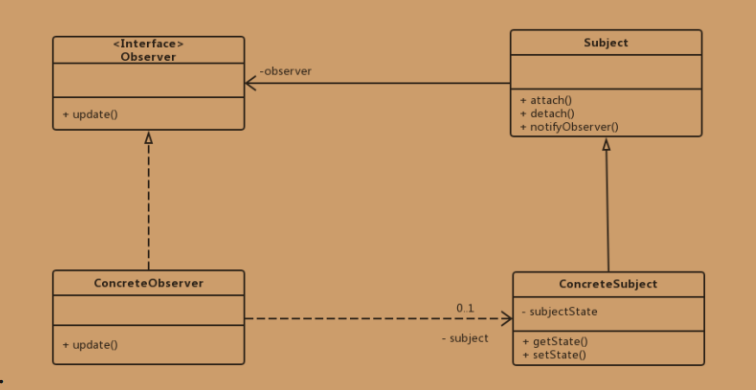 <Interface>
Observer
+ update()
-observer
Subject
+ attach()
+ detach()
+ notifyObserver()
ConcreteObserver
+ update()
0.1
- subject
ConcreteSubject
- subjectState
+ getState()
+ setState()